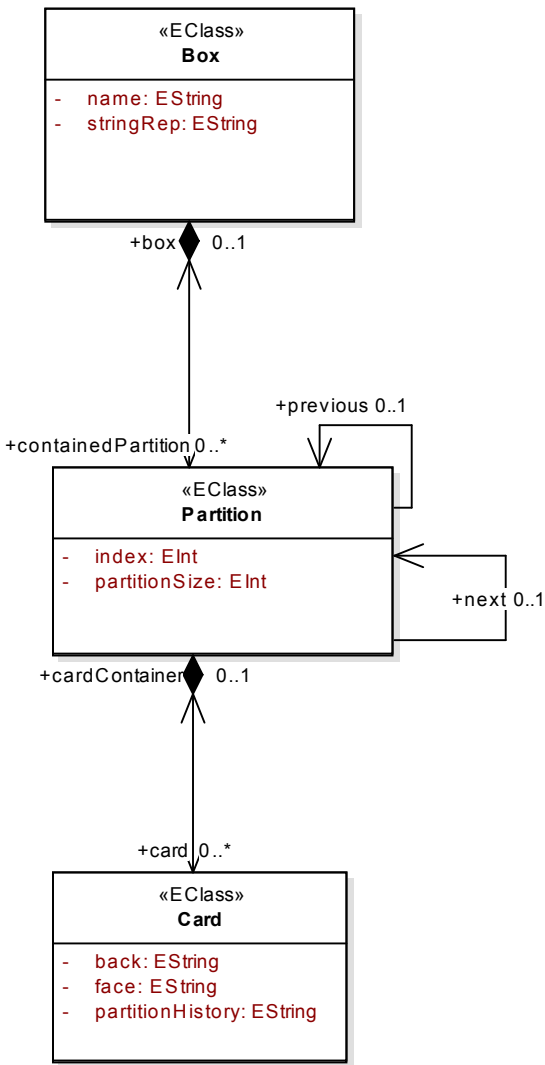 «EClass»
Box
- name: EString
- stringRep: EString
+box 0..1
+previous 0..1
+containedPartition 0..*
«EClass»
Partition
- index: EInt
- partitionSize: EInt
+next 0..1
+cardContainer 0..1
+card 0..*
«EClass»
Card
- back: EString
- face: EString
- partitionHistory: EString